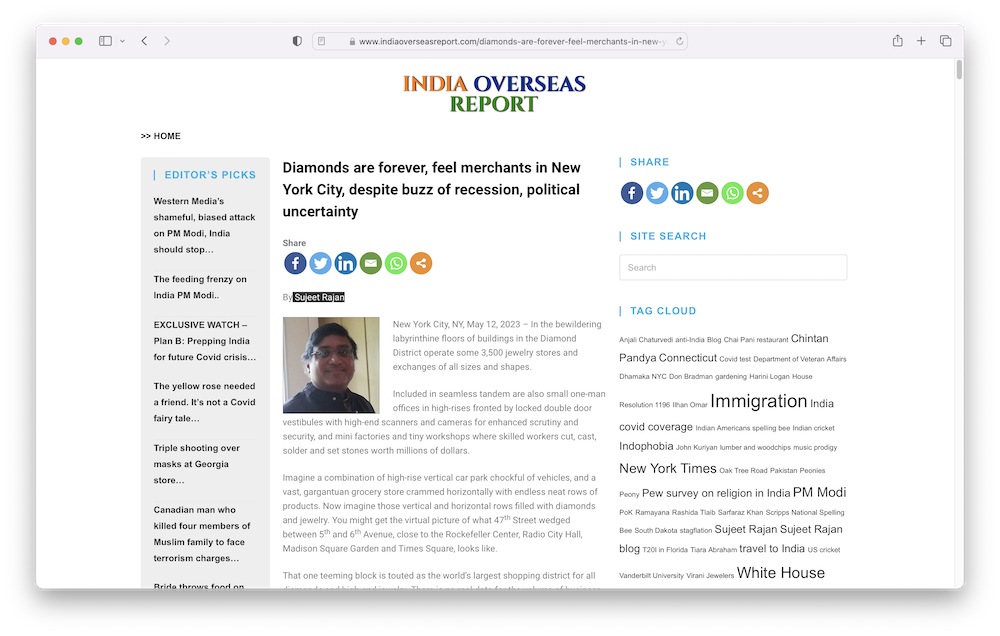 www.indiaoverseasreport.com/diamonds-are-forever-feel-merchants-in-new-y
INDIA OVERSEAS
REPORT
>> HOME
EDITOR'S PICKS
Western Media's
shameful, biased attack
on PM Modi, India
should stop…
The feeding frenzy on
India PM Modi..
EXCLUSIVE WATCH –
Plan B: Prepping India
for future Covid crisis…
The yellow rose needed
a friend. It's not a Covid
fairy tale…
Triple shooting over
masks at Georgia
store…
Canadian man who
killed four members of
Muslim family to face
terrorism charges…
Bride throws food on
Diamonds are forever, feel merchants in New
York City, despite buzz of recession, political
uncertainty
Share
By Sujeet Rajan
New York City, NY, May 12, 2023 – In the bewildering
labyrinthine floors of buildings in the Diamond
District operate some 3,500 jewelry stores and
exchanges of all sizes and shapes.
Included in seamless tandem are also small one-man
offices in high-rises fronted by locked double door
vestibules with high-end scanners and cameras for enhanced scrutiny and
security, and mini factories and tiny workshops where skilled workers cut, cast,
solder and set stones worth millions of dollars.
Imagine a combination of high-rise vertical car park chockful of vehicles, and a
vast, gargantuan grocery store crammed horizontally with endless neat rows of
products. Now imagine those vertical and horizontal rows filled with diamonds
and jewelry. You might get the virtual picture of what 47th Street wedged
between 5th and 6th Avenue, close to the Rockefeller Center, Radio City Hall,
Madison Square Garden and Times Square, looks like.
That one teeming block is touted as the world's largest shopping district for all
SHARE
SITE SEARCH
Search
TAG CLOUD
Anjali Chaturvedi anti-India Blog Chai Pani restaurant Chintan
Pandya Connecticut Covid test Department of Veteran Affairs
Dhamaka NYC Don Bradman gardening Harini Logan House
Resolution 1196 Ilhan Omar Immigration India
covid coverage Indian Americans spelling bee Indian cricket
Indophobia John Kuriyan lumber and woodchips music prodigy
New York Times Oak Tree Road Pakistan Peonies
Peony Pew survey on religion in India PM Modi
PoK Ramayana Rashida Tlaib Sarfaraz Khan Scripps National Spelling
Bee South Dakota stagflation Sujeet Rajan Sujeet Rajan
blog T20I in Florida Tiara Abraham travel to India US cricket
Vanderbilt University Virani Jewelers White House